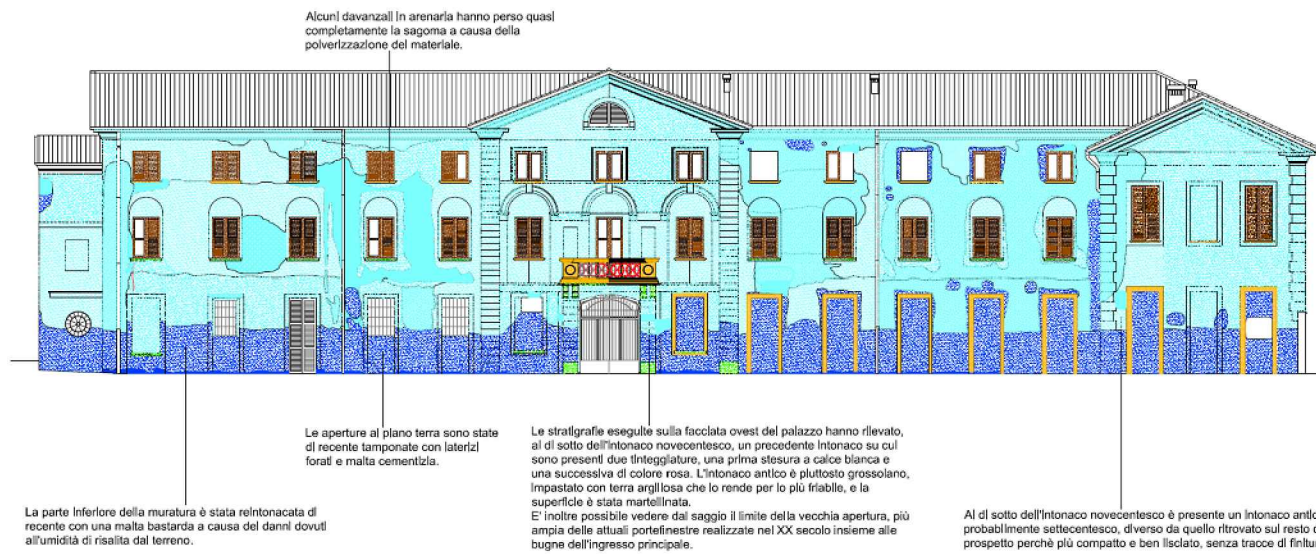 Alcuni davanzali in arenaria hanno perso quasi
completamente la sagoma a causa della
polverizzazione del materiale.
Le aperture al piano terra sono state
di recente tamponate con laterizi
forati e malta cementizia.
La parte inferiore della muratura è stata reintonacata di
recente con una malta bastarda a causa dei danni dovuti
all'umidità di risalita dal terreno.
Le stratigrafie eseguite sulla facciata ovest del palazzo hanno rilevato,
al di sotto dell'intonaco novecentesco, un precedente intonaco su cui
sono presenti due tinteggiature, una prima stesura a calce bianca e
una successiva di colore rosa. L'intonaco antico è piuttosto grossolano,
impastato con terra argillosa che lo rende per lo più friabile, e la
superficie è stata martellinata.
E' inoltre possibile vedere dal saggio il limite della vecchia apertura, più
ampia delle attuali portefinestre realizzate nel XX secolo insieme alle
bugne dell'ingresso principale.
Al di sotto dell'intonaco novecentesco è presente un intonaco antico
probabilmente settecentesco, diverso da quello ritrovato sul resto
prospetto perchè più compatto e ben lisciato, senza tracce di